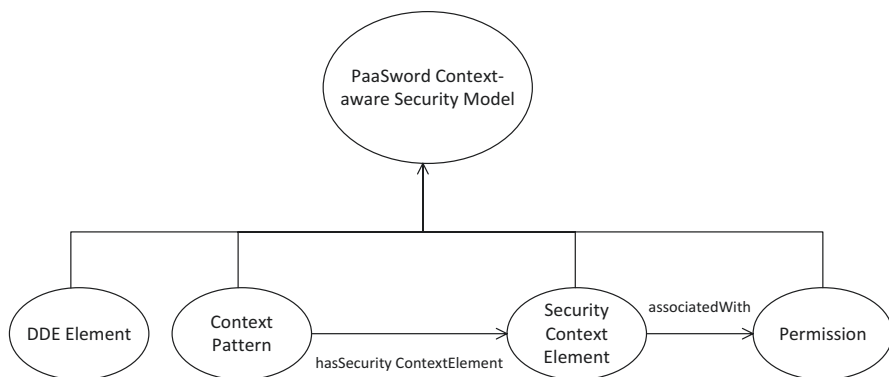 PaaSword Context-
aware Security Model
DDE Element
Context
Pattern
hasSecurity ContextElement
Security
Context
Element
associatedWith
Permission